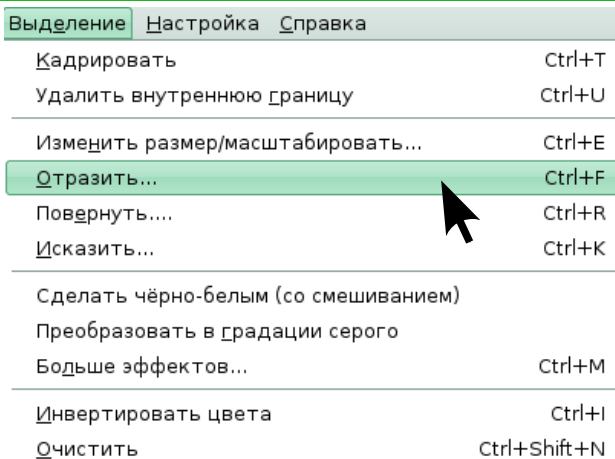 Выделение Настройка Справка
Кадрировать Ctrl+T
Удалить внутреннюю границу Ctrl+U
Изменить размер/масштабировать... Ctrl+E
Отразить... Ctrl+F
Повернуть.... Ctrl+R
Исказить... Ctrl+K
Сделать чёрно-белым (со смешиванием)
Преобразовать в градации серого
Больше эффектов... Ctrl+M
Инвертировать цвета Ctrl+I
Очистить Ctrl+Shift+N